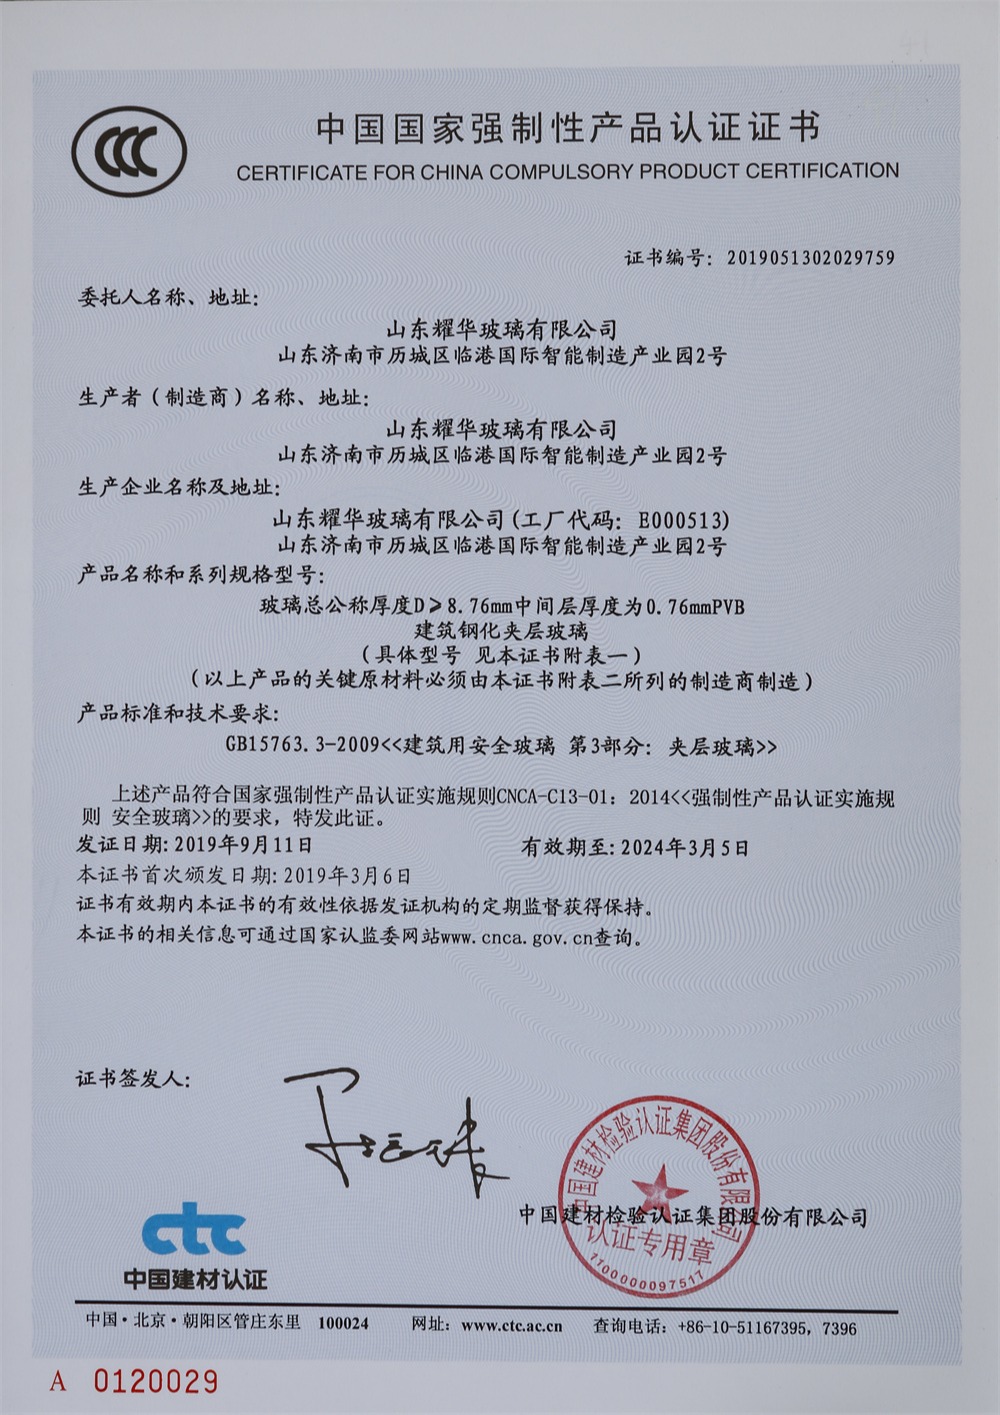 CCC
中国国家强制性产品认证证书
CERTIFICATE FOR CHINA COMPULSORY PRODUCT CERTIFICATION
证书编号：2019051302029759
委托人名称、地址：
山东耀华玻璃有限公司
山东济南市历城区临港国际智能制造产业园2号
生产者（制造商）名称、地址：
山东耀华玻璃有限公司
山东济南市历城区临港国际智能制造产业园2号
生产企业名称及地址：
山东耀华玻璃有限公司(工厂代码：E000513)
山东济南市历城区临港国际智能制造产业园2号
产品名称和系列规格型号：
玻璃总公称厚度D≥8.76mm中间层厚度为0.76mmPVB
建筑钢化夹层玻璃
（具体型号 见本证书附表一）
（以上产品的关键原材料必须由本证书附表二所列的制造商制造）
产品标准和技术要求：
GB15763.3-2009<<建筑用安全玻璃 第3部分：夹层玻璃>>
上述产品符合国家强制性产品认证实施规则CNCA-C13-01：2014<<强制性产品认证实施规
则 安全玻璃>>的要求，特发此证。
发证日期：2019年9月11日 有效期至：2024年3月5日
本证书首次颁发日期：2019年3月6日
证书有效期内本证书的有效性依据发证机构的定期监督获得保持。
本证书的相关信息可通过国家认监委网站www.cnca.gov.cn查询。
证书签发人：
中国建材检验认证集团股份有限公司
中国建材检验认证集团股份有限公司
认证专用章
1100000097517
ctc
中国建材认证
中国·北京·朝阳区管庄东里 100024 网址：www.ctc.ac.cn 查询电话：+86-10-51167395，7396
A 0120029